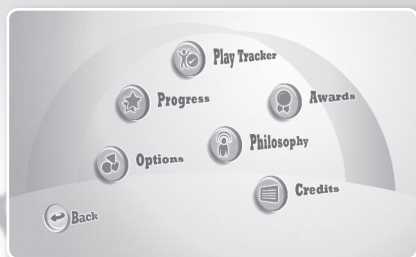 Play Tracker
Progress
Awards
Philosophy
Options
Credits
Back